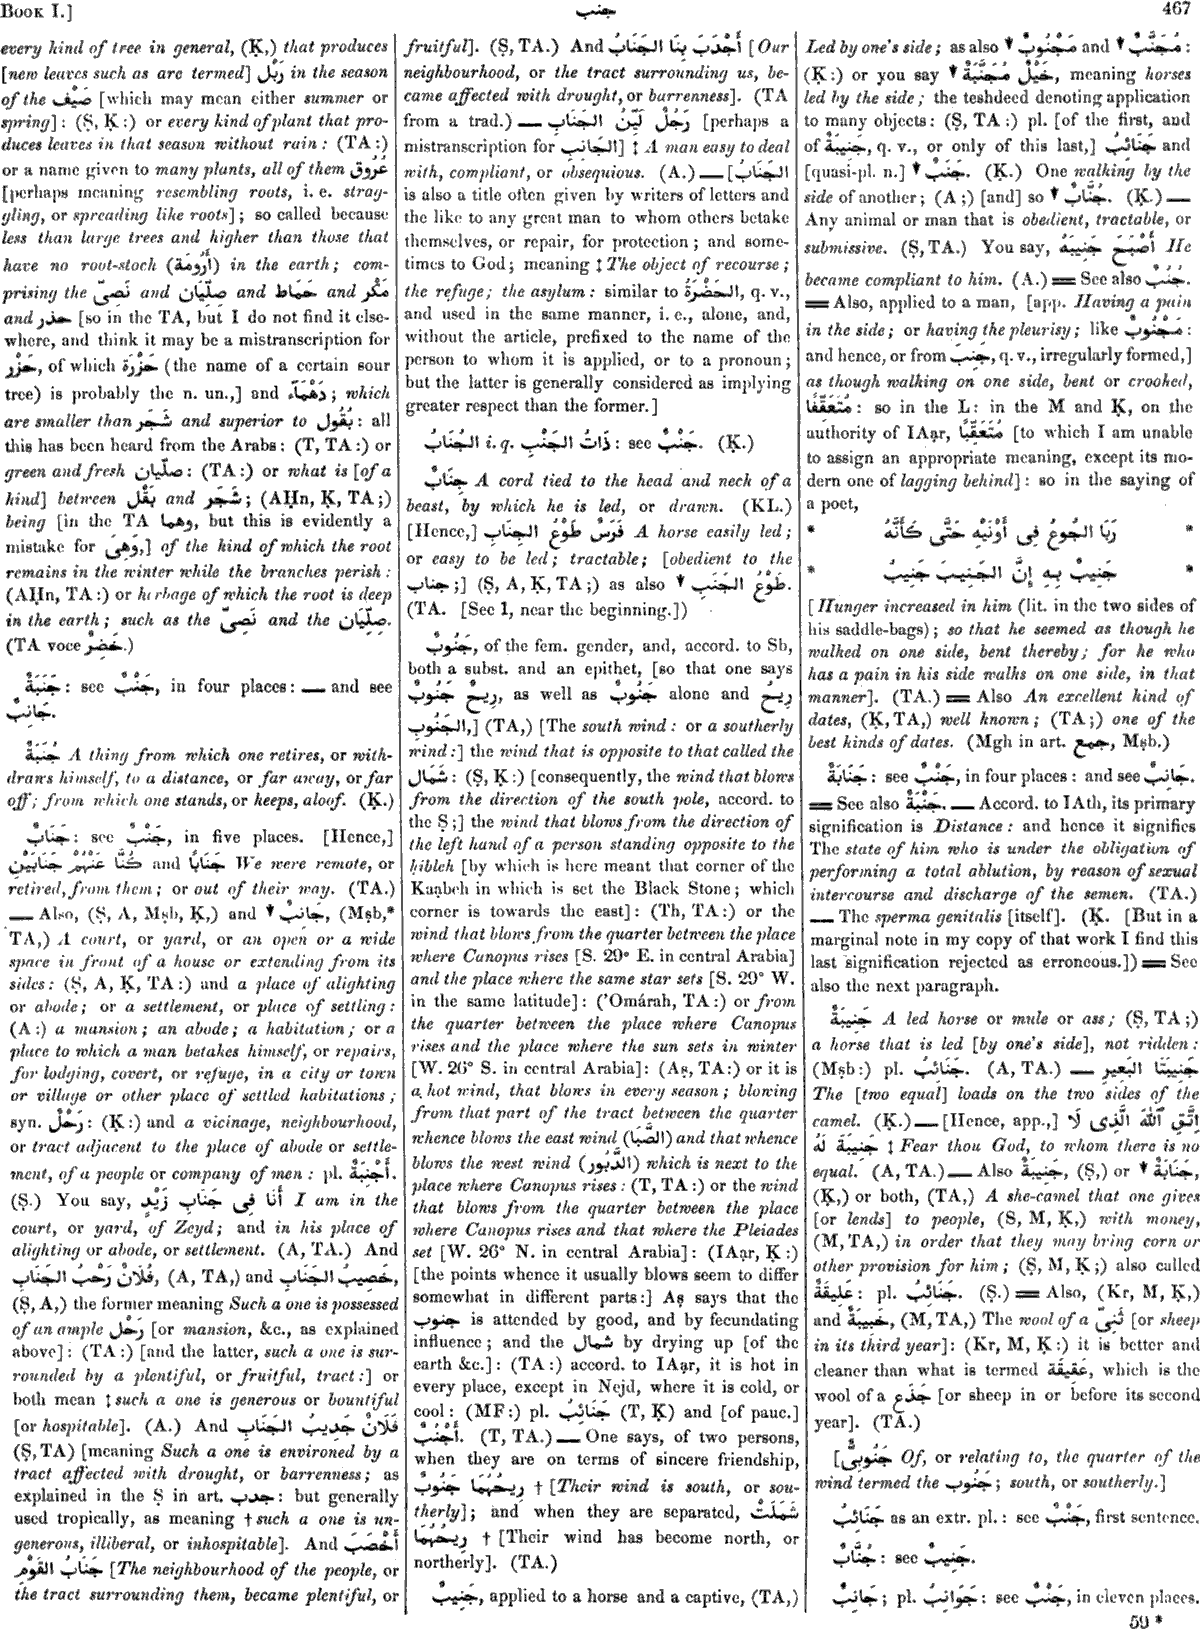 Book I.]
جنب
467
every kind of tree in general, (Ḳ,) that produces
[new leaves such as are termed] رَبْل in the season
of the صَيْف [which may mean either summer or
spring]: (Ṣ, Ḳ:) or every kind of plant that pro-
duces leaves in that season without rain: (TA:)
or a name given to many plants, all of them عُرُوق
[perhaps meaning resembling roots, i. e. strag-
gling, or spreading like roots]; so called because
less than large trees and higher than those that
have no root-stock (أَرُومَة) in the earth; com-
prising the نَصِىّ and صِلِّيَان and حَمَاط and مَكْر
and حذر [so in the TA, but I do not find it else-
where, and think it may be a mistranscription for
حَزْر, of which حَزْرَة (the name of a certain sour
tree) is probably the n. un.,] and دَهْمَآء; which
are smaller than شَجَر and superior to بُقُول: all
this has been heard from the Arabs: (T, TA:) or
green and fresh صلّيان: (TA:) or what is [of a
kind] between بَقْل and شَجَر; (AḤn, Ḳ, TA;)
being [in the TA وهما, but this is evidently a
mistake for وَهِىَ,] of the kind of which the root
remains in the winter while the branches perish:
(AḤn, TA:) or herbage of which the root is deep
in the earth; such as the نَصِىّ and the صِلِّيَان.
(TA voce خَضِرٌ.)
جَنَبَةٌ: see جَنْبٌ, in four places: — and see
جَانِبٌ.
جُنَبَةٌ A thing from which one retires, or with-
draws himself, to a distance, or far away, or far
off; from which one stands, or keeps, aloof. (Ḳ.)
جَنَابٌ: see جَنْبٌ, in five places. [Hence,]
كُنَّا عَنْهُمْ جَنَابَيْنِ and جَنَابًا We were remote, or
retired, from them; or out of their way. (TA.)
— Also, (Ṣ, A, Mṣb, Ḳ,) and ▼ جَانِبٌ, (Mṣb,*
TA,) A court, or yard, or an open or a wide
space in front of a house or extending from its
sides: (Ṣ, A, Ḳ, TA:) and a place of alighting
or abode; or a settlement, or place of settling:
(A:) a mansion; an abode; a habitation; or a
place to which a man betakes himself, or repairs,
for lodging, covert, or refuge, in a city or town
or village or other place of settled habitations;
syn. رَحْلٌ: (Ḳ:) and a vicinage, neighbourhood,
or tract adjacent to the place of abode or settle-
ment, of a people or company of men: pl. أَجْنِبَةٌ.
(Ṣ.) You say, أَنَا فِى جَنَابِ زَيْدٍ I am in the
court, or yard, of Zeyd; and in his place of
alighting or abode, or settlement. (A, TA.) And
فُلَانٌ رَحْبُ الجَنَابِ, (A, TA,) and خَصِيبُ الجَنَابِ,
(Ṣ, A,) the former meaning Such a one is possessed
of an ample رَحْل [or mansion, &c., as explained
above]: (TA:) [and the latter, such a one is sur-
rounded by a plentiful, or fruitful, tract:] or
both mean ‡ such a one is generous or bountiful
[or hospitable]. (A.) And فُلَانٌ جَدِيبُ الجَنَابِ
(Ṣ, TA) [meaning Such a one is environed by a
tract affected with drought, or barrenness; as
explained in the Ṣ in art. جدب: but generally
used tropically, as meaning † such a one is un-
generous, illiberal, or inhospitable]. And أَخْصَبَ
جَنَابُ القَوْمِ [The neighbourhood of the people, or
the tract surrounding them, became plentiful, or
fruitful]. (Ṣ, TA.) And أَجْدَبَ بِنَا الجَنَابُ [Our
neighbourhood, or the tract surrounding us, be-
came affected with drought, or barrenness]. (TA
from a trad.) — رَجُلٌ لَيِّنُ الجَنَابِ [perhaps a
mistranscription for الجَانِبِ] ‡ A man easy to deal
with, compliant, or obsequious. (A.) — [الجَنَابُ
is also a title often given by writers of letters and
the like to any great man to whom others betake
themselves, or repair, for protection; and some-
times to God; meaning ‡ The object of recourse;
the refuge; the asylum: similar to الحَضْرَةُ, q. v.,
and used in the same manner, i. e., alone, and,
without the article, prefixed to the name of the
person to whom it is applied, or to a pronoun;
but the latter is generally considered as implying
greater respect than the former.]
الجُنَابُ i. q. ذَاتُ الجَنْبِ: see جَنْبٌ. (Ḳ.)
جِنَابٌ A cord tied to the head and neck of a
beast, by which he is led, or drawn. (KL.)
[Hence,] فَرَسٌ طَوْعُ الجِنَابِ A horse easily led;
or easy to be led; tractable; [obedient to the
جناب;] (Ṣ, A, Ḳ, TA;) as also ▼ طَوْعُ الجَنَبِ.
(TA. [See 1, near the beginning.])
جَنُوبٌ, of the fem. gender, and, accord. to Sb,
both a subst. and an epithet, [so that one says
رِيحٌ جَنُوبٌ, as well as جَنُوبٌ alone and رِيحُ
الجَنُوبِ,] (TA,) [The south wind: or a southerly
wind:] the wind that is opposite to that called the
شَمَال: (Ṣ, Ḳ:) [consequently, the wind that blows
from the direction of the south pole, accord. to
the Ṣ;] the wind that blows from the direction of
the left hand of a person standing opposite to the
ḳibleh [by which is here meant that corner of the
Kaạbeh in which is set the Black Stone; which
corner is towards the east]: (Th, TA:) or the
wind that blows from the quarter between the place
where Canopus rises [S. 29° E. in central Arabia]
and the place where the same star sets [S. 29° W.
in the same latitude]: (’Omárah, TA:) or from
the quarter between the place where Canopus
rises and the place where the sun sets in winter
[W. 26° S. in central Arabia]: (Aṣ, TA:) or it is
a hot wind, that blows in every season; blowing
from that part of the tract between the quarter
whence blows the east wind (الصَّبَا) and that whence
blows the west wind (الدَّبُور) which is next to the
place where Canopus rises: (T, TA:) or the wind
that blows from the quarter between the place
where Canopus rises and that where the Pleiades
set [W. 26° N. in central Arabia]: (IAạr, Ḳ:)
[the points whence it usually blows seem to differ
somewhat in different parts:] Aṣ says that the
جنوب is attended by good, and by fecundating
influence; and the شمال by drying up [of the
earth &c.]: (TA:) accord. to IAạr, it is hot in
every place, except in Nejd, where it is cold, or
cool: (MF:) pl. جَنَائِبُ (T, Ḳ) and [of pauc.]
أَجْنُبٌ. (T, TA.) — One says, of two persons,
when they are on terms of sincere friendship,
رِيحُهُمَا جَنُوبٌ † [Their wind is south, or sou-
therly]; and when they are separated, شَمَلَتْ
رِيحُهُمَا † [Their wind has become north, or
northerly]. (TA.)
جَنِيبٌ, applied to a horse and a captive, (TA,)
Led by one's side; as also ▼ مَجْنُوبٌ and ▼ مُجَنَّبٌ:
(Ḳ:) or you say ▼ خَيْلٌ مُجَنَّبَةٌ, meaning horses
led by the side; the teshdeed denoting application
to many objects: (Ṣ, TA:) pl. [of the first, and
of جَنِيبَةٌ, q. v., or only of this last,] جَنَائِبُ and
[quasi-pl. n.] ▼ جَنَبٌ. (Ḳ.) One walking by the
side of another; (A;) [and] so ▼ جُنَّابٌ. (Ḳ.) —
Any animal or man that is obedient, tractable, or
submissive. (Ṣ, TA.) You say, أَصْبَحَ جَنِيبَهُ He
became compliant to him. (A.) = See also جُنُبٌ.
= Also, applied to a man, [app. Having a pain
in the side; or having the pleurisy; like مَجْنُوبٌ:
and hence, or from جنب, q. v., irregularly formed,]
as though walking on one side, bent or crooked,
مُتَعَقِّفًا: so in the L: in the M and Ḳ, on the
authority of IAạr, مُتَعَقِّبًا [to which I am unable
to assign an appropriate meaning, except its mo-
dern one of lagging behind]: so in the saying of
a poet,
* رَبَا الجُوعُ فِى أَوْنَيْهِ حَتَّى كَأَنَّهُ *
* جَنِيبٌ بِهِ إِنَّ الجَنِيبَ جَنِيبُ *
[Hunger increased in him (lit. in the two sides of
his saddle-bags); so that he seemed as though he
walked on one side, bent thereby; for he who
has a pain in his side walks on one side, in that
manner]. (TA.) = Also An excellent kind of
dates, (Ḳ, TA,) well known; (TA;) one of the
best kinds of dates. (Mgh in art. جمع, Mṣb.)
جَنَابَةٌ: see جَنْبٌ, in four places: and see جَانِبٌ.
= See also جَنِيبَةٌ. — Accord. to IAth, its primary
signification is Distance: and hence it signifies
The state of him who is under the obligation of
performing a total ablution, by reason of sexual
intercourse and discharge of the semen. (TA.)
— The sperma genitalis [itself]. (Ḳ. [But in a
marginal note in my copy of that work I find this
last signification rejected as erroneous.]) = See
also the next paragraph.
جَنِيبَةٌ A led horse or mule or ass; (Ṣ, TA;)
a horse that is led [by one's side], not ridden:
(Mṣb:) pl. جَنَائِبُ. (A, TA.) — جَنِيبَتَا البَعِيرِ
The [two equal] loads on the two sides of the
camel. (Ḳ.) — [Hence, app.,] اِتَّقِ ٱللّٰهَ الَّذِى لَا
جَنِيبَةَ لَهُ ‡ Fear thou God, to whom there is no
equal. (A, TA.) — Also جَنِيبَةٌ, (Ṣ,) or ▼ جَنَابَةٌ,
(Ḳ,) or both, (TA,) A she-camel that one gives
[or lends] to people, (Ṣ, M, Ḳ,) with money,
(M, TA,) in order that they may bring corn or
other provision for him; (Ṣ, M, Ḳ;) also called
عَلِيقَةٌ: pl. جَنَائِبُ. (Ṣ.) = Also, (Kr, M, Ḳ,)
and خَبِيبَةٌ, (M, TA,) The wool of a ثَنِىّ [or sheep
in its third year]: (Kr, M, Ḳ:) it is better and
cleaner than what is termed عَقِيقَة, which is the
wool of a جَذَع [or sheep in or before its second
year]. (TA.)
[جَنُوبِىٌّ Of, or relating to, the quarter of the
wind termed the جَنُوب; south, or southerly.]
جَنَائِبُ as an extr. pl.: see جَنْبٌ, first sentence.
جُنَّابٌ: see جَنِيبٌ.
جَانِبٌ; pl. جَوَانِبُ: see جَنْبٌ, in eleven places.
59 *